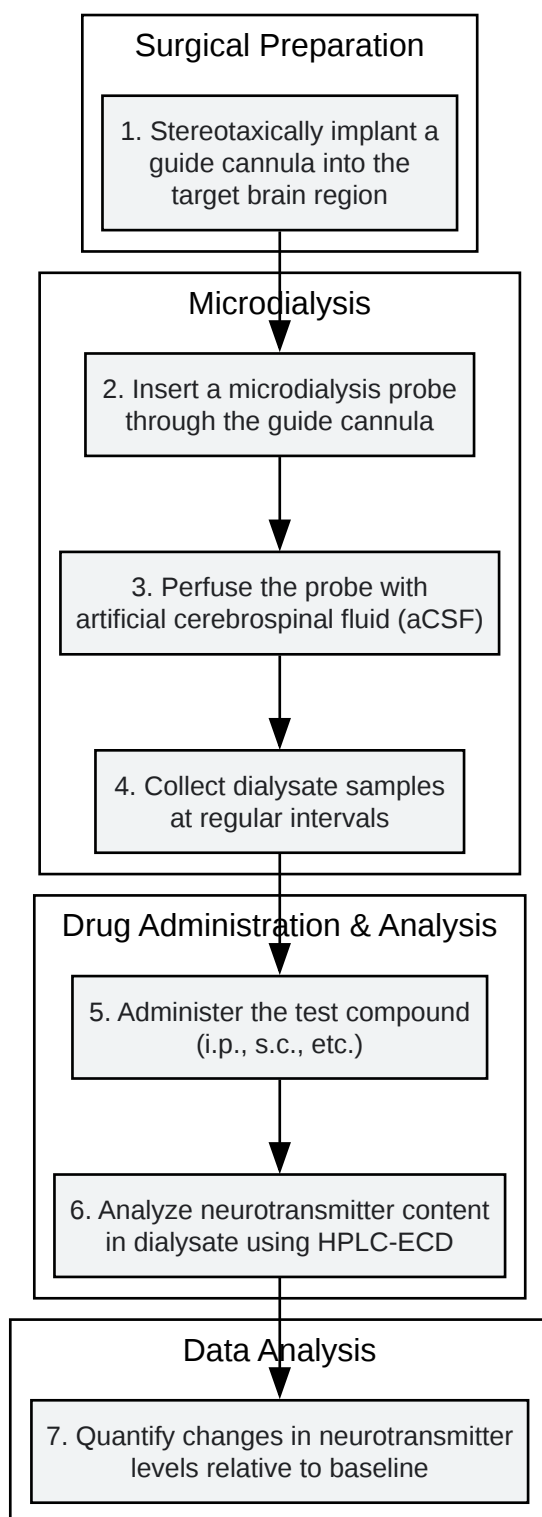 Surgical Preparation
1. Stereotaxically implant a
guide cannula into the
target brain region
Microdialysis
2. Insert a microdialysis probe
through the guide cannula
3. Perfuse the probe with
artificial cerebrospinal fluid (aCSF)
4. Collect dialysate samples
at regular intervals
Drug Administration & Analysis
5. Administer the test compound
(i.p., s.c., etc.)
6. Analyze neurotransmitter content
in dialysate using HPLC-ECD
Data Analysis
7. Quantify changes in neurotransmitter
levels relative to baseline